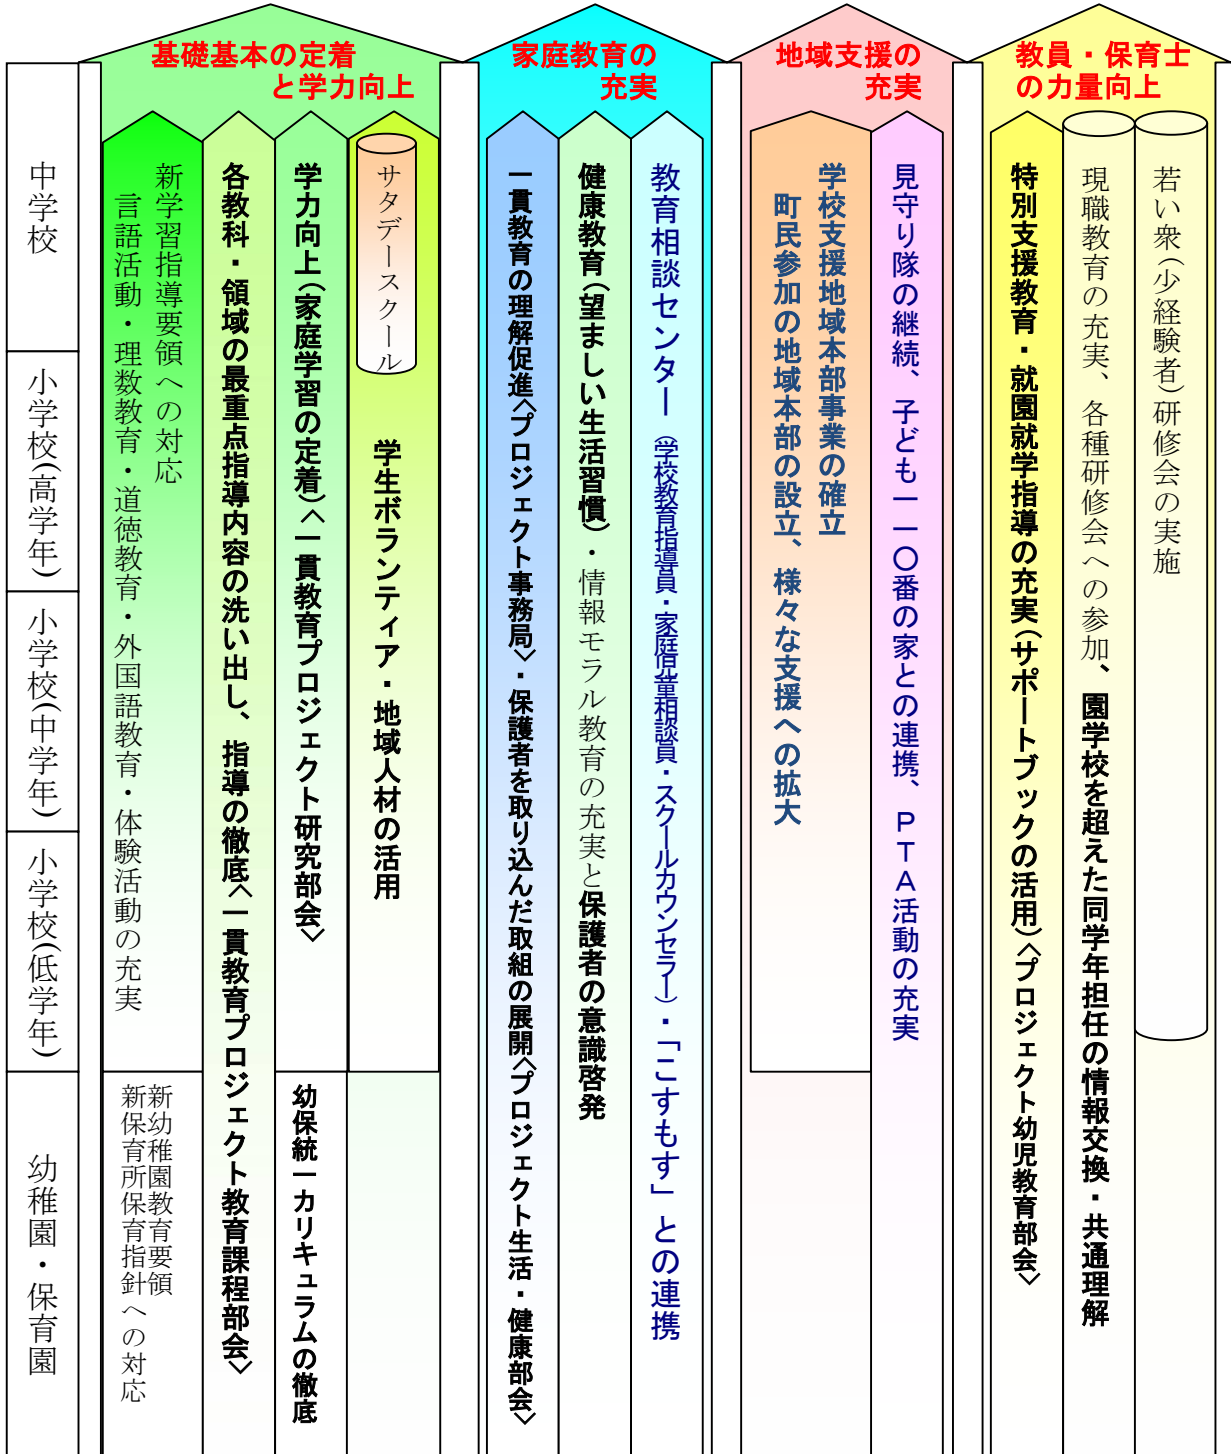 基礎基本の定着
と学力向上
家庭教育の
充実
地域支援の
充実
教員・保育士
の力量向上
中学校
小学校(高学年)
小学校(中学年)
小学校(低学年)
幼稚園・保育園
新学習指導要領への対応
言語活動・理数教育・道徳教育・外国語教育・体験活動の充実
新幼稚園教育要領
新保育所保育指針への対応
各教科・領域の最重点指導内容の洗い出し、指導の徹底<一貫教育プロジェクト教育課程部会>
学力向上(家庭学習の定着)<一貫教育プロジェクト研究部会>
幼保統一カリキュラムの徹底
サタデースクール
学生ボランティア・地域人材の活用
一貫教育の理解促進<プロジェクト事務局>・保護者を取り込んだ取組の展開<プロジェクト生活・健康部会>
健康教育(望ましい生活習慣)・情報モラル教育の充実と保護者の意識啓発
教育相談センター(学校教育指導員・家庭児童相談員・スクールカウンセラー)・「こすもす」との連携
学校支援地域本部事業の確立
町民参加の地域本部の設立、様々な支援への拡大
見守り隊の継続、子ども一一〇番の家との連携、PTA活動の充実
特別支援教育・就園就学指導の充実(サポートブックの活用)<プロジェクト幼児教育部会>
現職教育の充実、各種研修会への参加、園学校を超えた同学年担任の情報交換・共通理解
若い衆(少経験者)研修会の実施